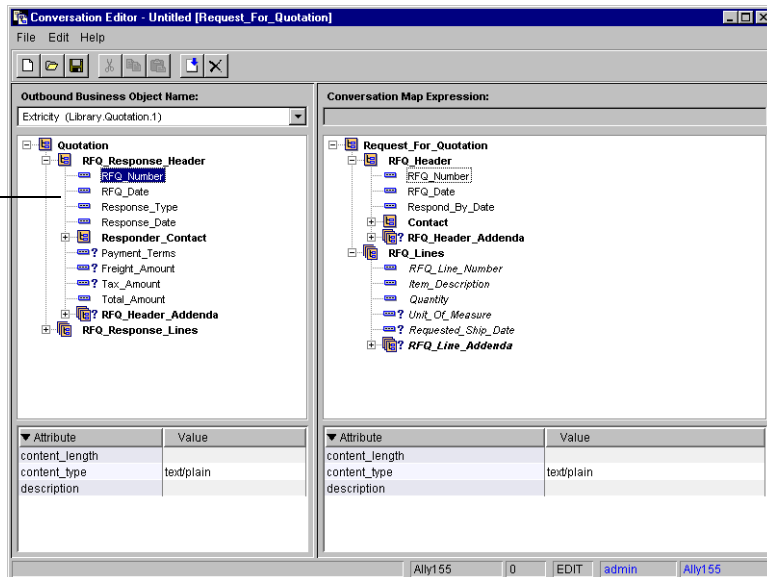 Conversation Editor - Untitled [Request_For_Quotation]
File Edit Help
Outbound Business Object Name:
Extricity (Library.Quotation.1)
Quotation
RFQ_Response_Header
RFQ_Number
RFQ_Date
Response_Type
Response_Date
Responder_Contact
? Payment_Terms
? Freight_Amount
? Tax_Amount
Total_Amount
? RFQ_Header_Addenda
RFQ_Response_Lines
Conversation Map Expression:
Request_For_Quotation
RFQ_Header
RFQ_Number
RFQ_Date
Respond_By_Date
Contact
? RFQ_Header_Addenda
RFQ_Lines
RFQ_Line_Number
Item_Description
Quantity
? Unit_Of_Measure
? Requested_Ship_Date
? RFQ_Line_Addenda
Attribute Value
content_length
content_type text/plain
description
Attribute Value
content_length
content_type text/plain
description
Ally155 0 EDIT admin Ally155